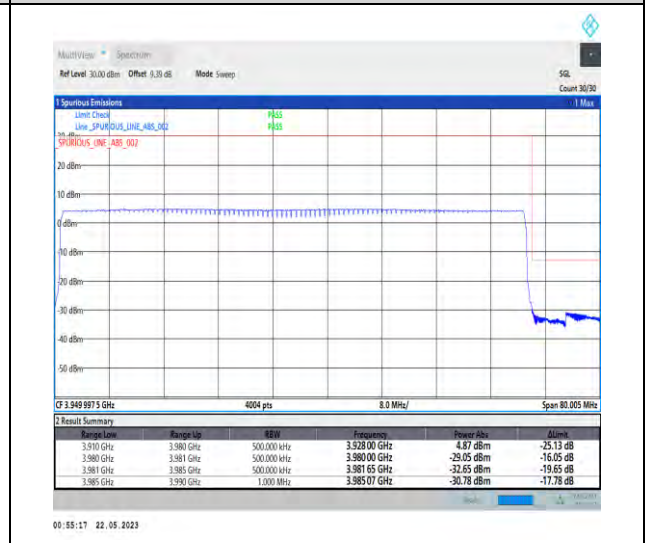 MultiView Spectrum
Ref Level 30.00 dBm Offset 9.39 dB Mode Sweep SGL
Count 30/30
1 Spurious Emissions 1 Max
Limit Check PASS
Line _SPURIOUS_LINE_ABS_002 PASS
30 dBm
_SPURIOUS_LINE_ABS_002
20 dBm
10 dBm
0 dBm
-10 dBm
-20 dBm
-30 dBm
-40 dBm
-50 dBm
CF 3.949 997 5 GHz 4004 pts 8.0 MHz/ Span 80.005 MHz
2 Result Summary
Range Low Range Up RBW Frequency Power Abs ΔLimit
3.910 GHz 3.980 GHz 500.000 kHz 3.928 00 GHz 4.87 dBm -25.13 dB
3.980 GHz 3.981 GHz 500.000 kHz 3.980 00 GHz -29.05 dBm -16.05 dB
3.981 GHz 3.985 GHz 500.000 kHz 3.981 65 GHz -32.65 dBm -19.65 dB
3.985 GHz 3.990 GHz 1.000 MHz 3.985 07 GHz -30.78 dBm -17.78 dB
00:55:17 22.05.2023